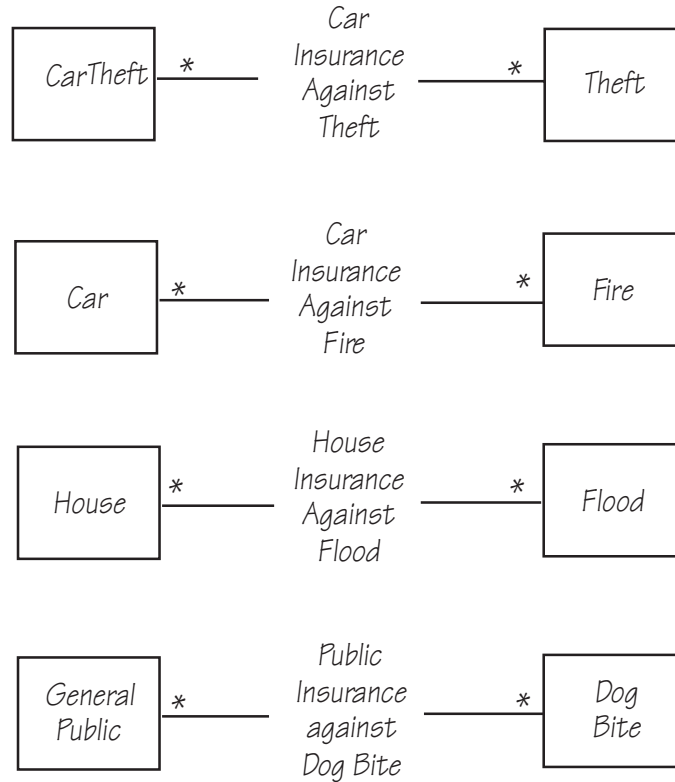 CarTheft
*
Car
Insurance
Against
Theft
*
Theft
Car
*
Car
Insurance
Against
Fire
*
Fire
House
*
House
Insurance
Against
Flood
*
Flood
General
Public
*
Public
Insurance
against
Dog Bite
*
Dog
Bite